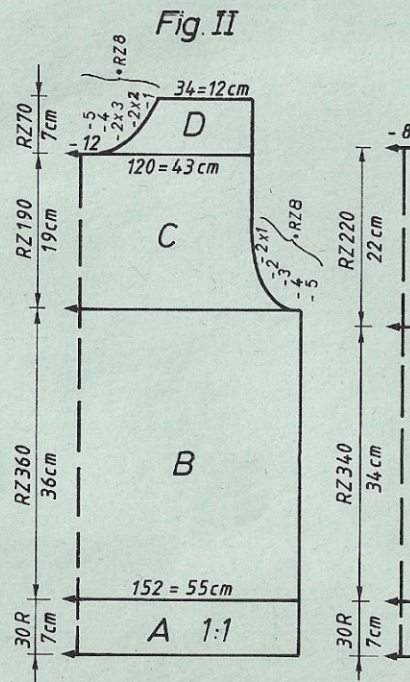 Fig. II
•RZ8
-5
-4
-2x3
-2x2
-1
34=12cm
RZ70
7cm
D
-12
120=43cm
RZ190
19cm
C
•RZ8
-2x1
-2
-3
-4
-5
RZ360
36cm
B
152=55cm
30R
7cm
A 1:1
-8
RZ220
22cm
RZ340
34cm
30R
7cm